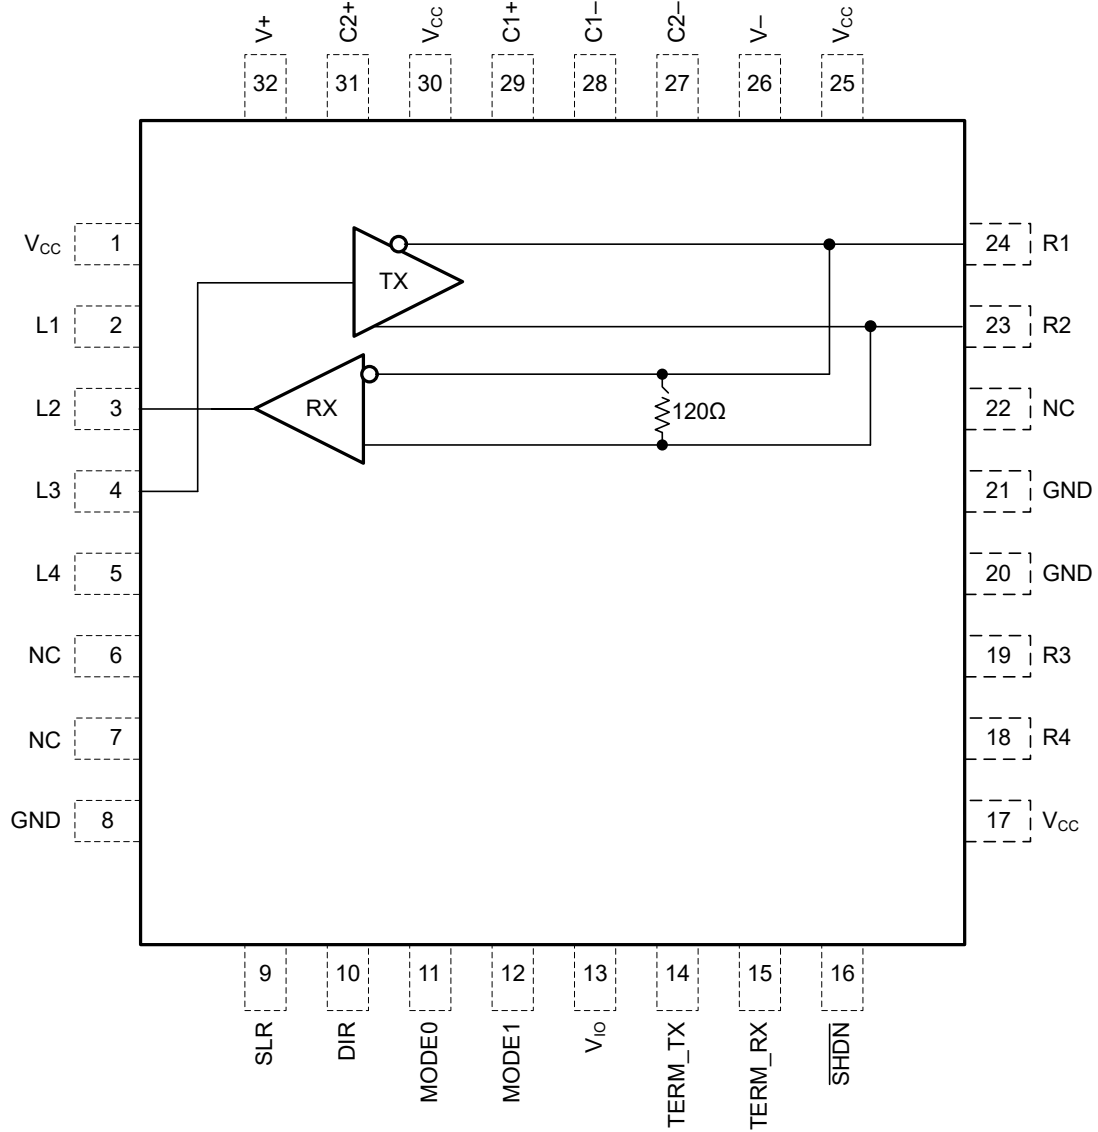 V+ C2+ VCC C1+ C1– C2– V– VCC
32 31 30 29 28 27 26 25
VCC 1 24 R1
TX
L1 2 23 R2
L2 3 RX 120Ω 22 NC
L3 4 21 GND
L4 5 20 GND
NC 6 19 R3
NC 7 18 R4
GND 8 17 VCC
9 10 11 12 13 14 15 16
SLR DIR MODE0 MODE1 VIO TERM_TX TERM_RX SHDN